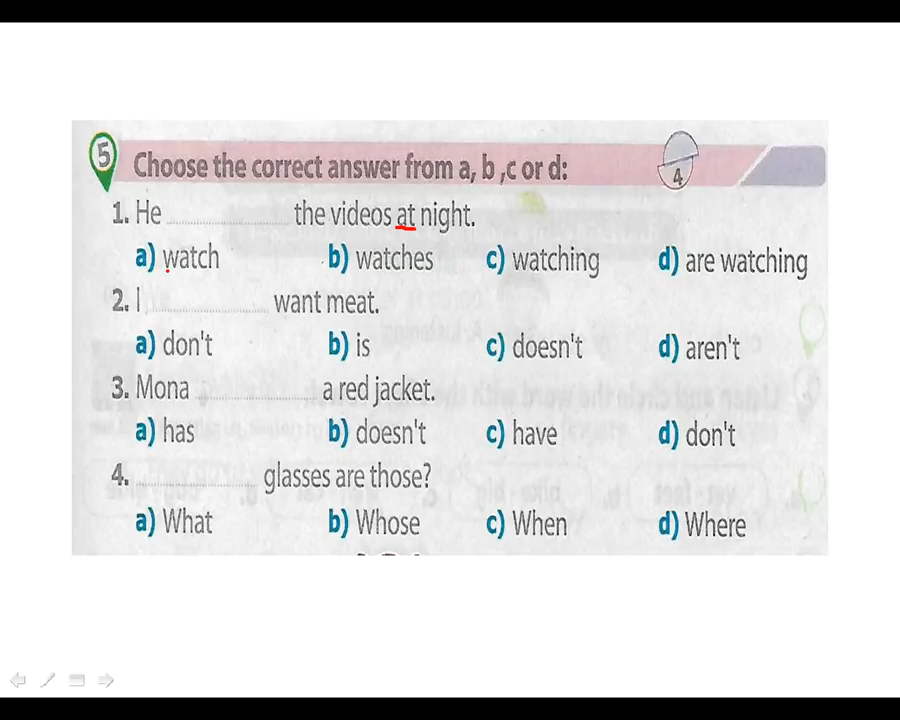 5 Choose the correct answer from a, b ,c or d: 4
1. He .................... the videos at night.
a) watch b) watches c) watching d) are watching
2. I .................... want meat.
a) don't b) is c) doesn't d) aren't
3. Mona .................... a red jacket.
a) has b) doesn't c) have d) don't
4. .................... glasses are those?
a) What b) Whose c) When d) Where